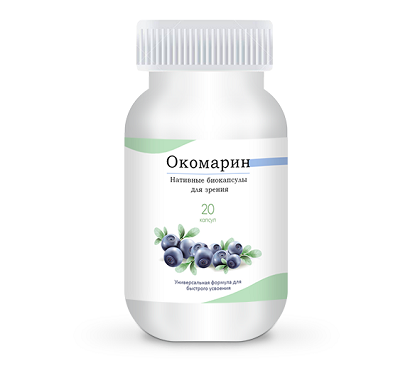 Окомарин
Нативные биокапсулы
для зрения
20
капсул
Универсальная формула для
быстрого усвоения